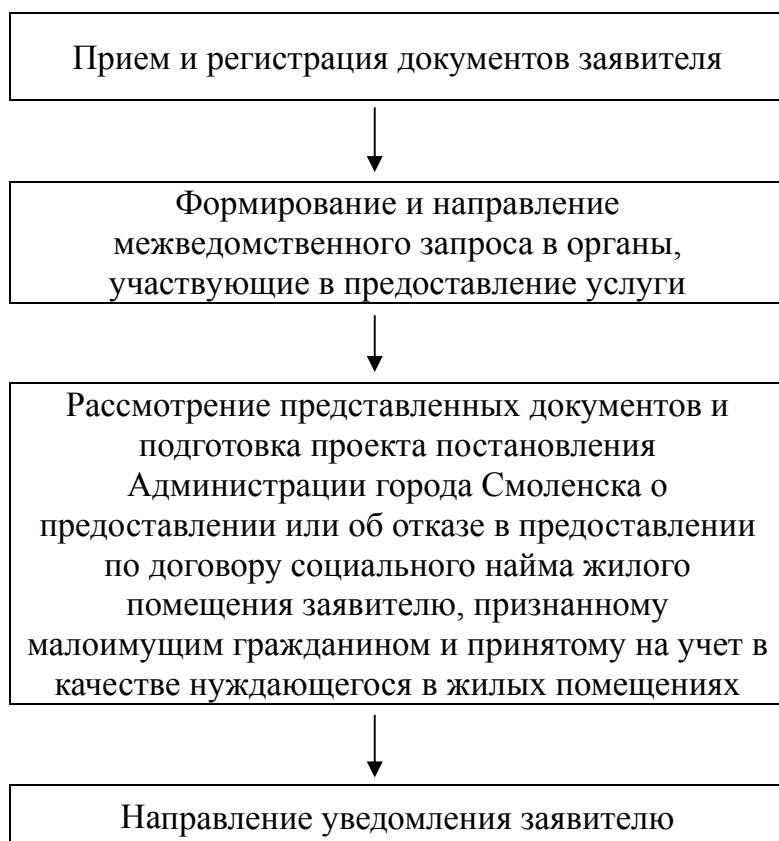 Прием и регистрация документов заявителя
Формирование и направление
межведомственного запроса в органы,
участвующие в предоставление услуги
Рассмотрение представленных документов и
подготовка проекта постановления
Администрации города Смоленска о
предоставлении или об отказе в предоставлении
по договору социального найма жилого
помещения заявителю, признанному
малоимущим гражданином и принятому на учет в
качестве нуждающегося в жилых помещениях
Направление уведомления заявителю